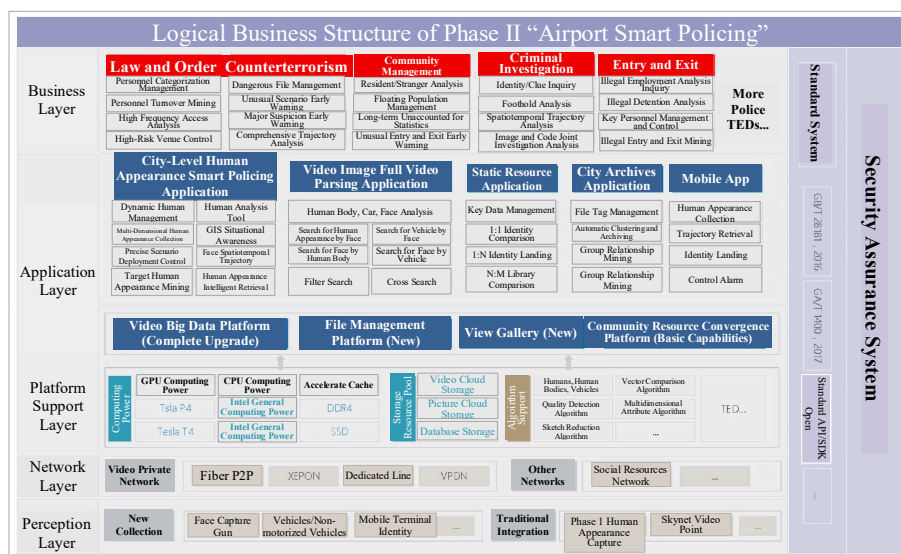 Logical Business Structure of Phase II “Airport Smart Policing”
Business
Layer
Law and Order
Personnel Categorization
Management
Personnel Turnover Mining
High Frequency Access
Analysis
High-Risk Venue Control
Counterterrorism
Dangerous File Management
Unusual Scenario Early
Warning
Major Suspicion Early
Warning
Comprehensive Trajectory
Analysis
Community
Management
Resident/Stranger Analysis
Floating Population
Management
Long-term Unaccounted for
Statistics
Unusual Entry and Exit Early
Warning
Criminal
Investigation
Identity/Clue Inquiry
Foothold Analysis
Spatiotemporal Trajectory
Analysis
Image and Code Joint
Investigation Analysis
Entry and Exit
Illegal Employment Analysis
Inquiry
Illegal Detention Analysis
Key Personnel Management
and Control
Illegal Entry and Exit Mining
More
Police
TEDs...
Application
Layer
City-Level Human
Appearance Smart Policing
Application
Dynamic Human
Management
Human Analysis
Tool
Multi-Dimensional Human
Appearance Collection
GIS Situational
Awareness
Precise Scenario
Deployment Control
Face Spatiotemporal
Trajectory
Target Human
Appearance Mining
Human Appearance
Intelligent Retrieval
Video Image Full Video
Parsing Application
Human Body, Car, Face Analysis
Search for Human
Appearance by Face
Search for Vehicle by
Face
Search for Face by
Human Body
Search for Face by
Vehicle
Filter Search
Cross Search
Static Resource
Application
Key Data Management
1:1 Identity
Comparison
1:N Identity Landing
N:M Library
Comparison
City Archives
Application
File Tag Management
Automatic Clustering and
Archiving
Group Relationship
Mining
Group Relationship
Mining
Mobile App
Human Appearance
Collection
Trajectory Retrieval
Identity Landing
Control Alarm
Video Big Data Platform
(Complete Upgrade)
File Management
Platform (New)
View Gallery (New)
Community Resource Convergence
Platform (Basic Capabilities)
Platform
Support
Layer
Computing
Power
GPU Computing
Power
CPU Computing
Power
Accelerate Cache
Tsla P4
Intel General
Computing Power
DDR4
Tesla T4
Intel General
Computing Power
SSD
Storage
Resource Pool
Video Cloud
Storage
Picture Cloud
Storage
Database Storage
Algorithm
Support
Humans, Human
Bodies, Vehicles
Vector Comparison
Algorithm
Quality Detection
Algorithm
Multidimensional
Attribute Algorithm
Sketch Reduction
Algorithm
...
TED...
Network
Layer
Video Private
Network
Fiber P2P
XEPON
Dedicated Line
VPDN
Other
Networks
Social Resources
Network
...
Perception
Layer
New
Collection
Face Capture
Gun
Vehicles/Non-
motorized Vehicles
Mobile Terminal
Identity
...
Traditional
Integration
Phase 1 Human
Appearance
Capture
Skynet Video
Point
...
Standard System
GB/T 28181 , 2016
GA/T 1400 , 2017
Standard API/SDK
Open
...
Security Assurance System